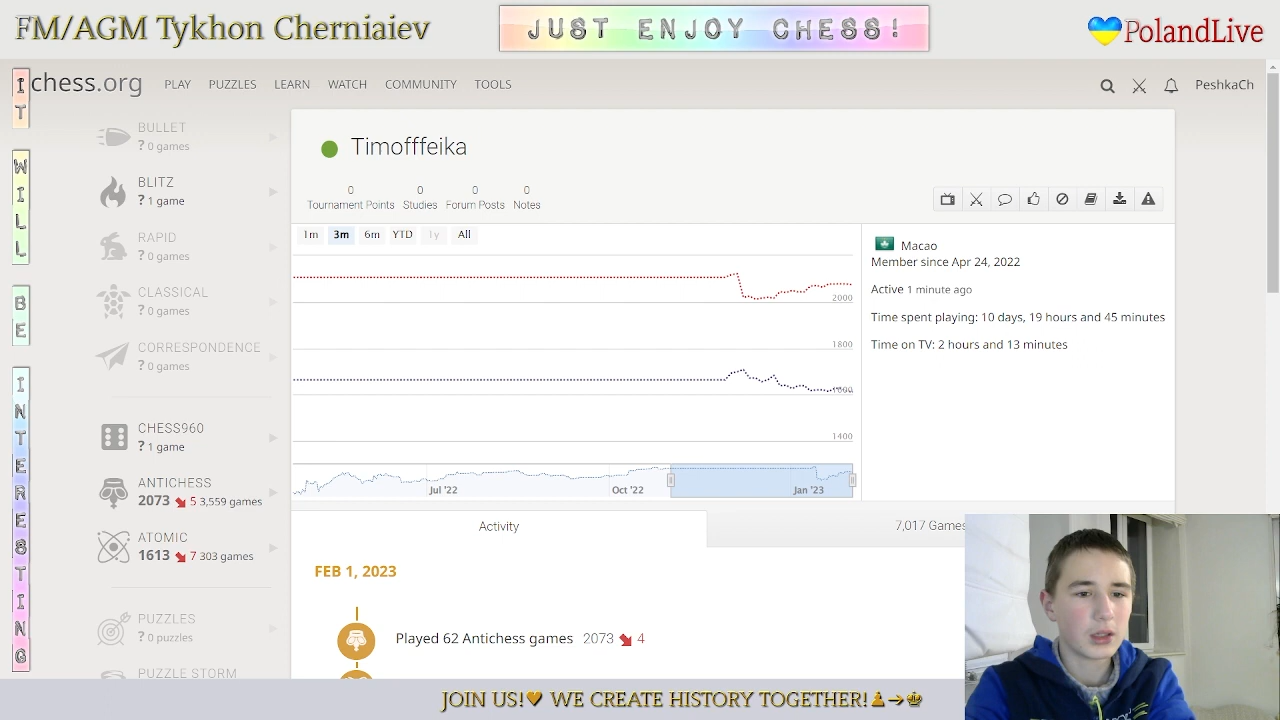 FM/AGM Tykhon Cherniaiev
JUST ENJOY CHESS!
PolandLive
IT
WILL
BE
INTERESTING
chess.org
PLAY PUZZLES LEARN WATCH COMMUNITY TOOLS
PeshkaCh
BULLET
? 0 games
BLITZ
? 1 game
RAPID
? 0 games
CLASSICAL
? 0 games
CORRESPONDENCE
? 0 games
CHESS960
? 1 game
ANTICHESS
2073 5 3,559 games
ATOMIC
1613 7 303 games
PUZZLES
? 0 puzzles
PUZZLE STORM
Timofffeika
0 0 0 0
Tournament Points Studies Forum Posts Notes
1m 3m 6m YTD 1y All
2000
1800
1600
1400
Jul '22 Oct '22 Jan '23
Macao
Member since Apr 24, 2022
Active 1 minute ago
Time spent playing: 10 days, 19 hours and 45 minutes
Time on TV: 2 hours and 13 minutes
Activity
7,017 Games
FEB 1, 2023
Played 62 Antichess games 2073 4
JOIN US!♥ WE CREATE HISTORY TOGETHER!♟→♚